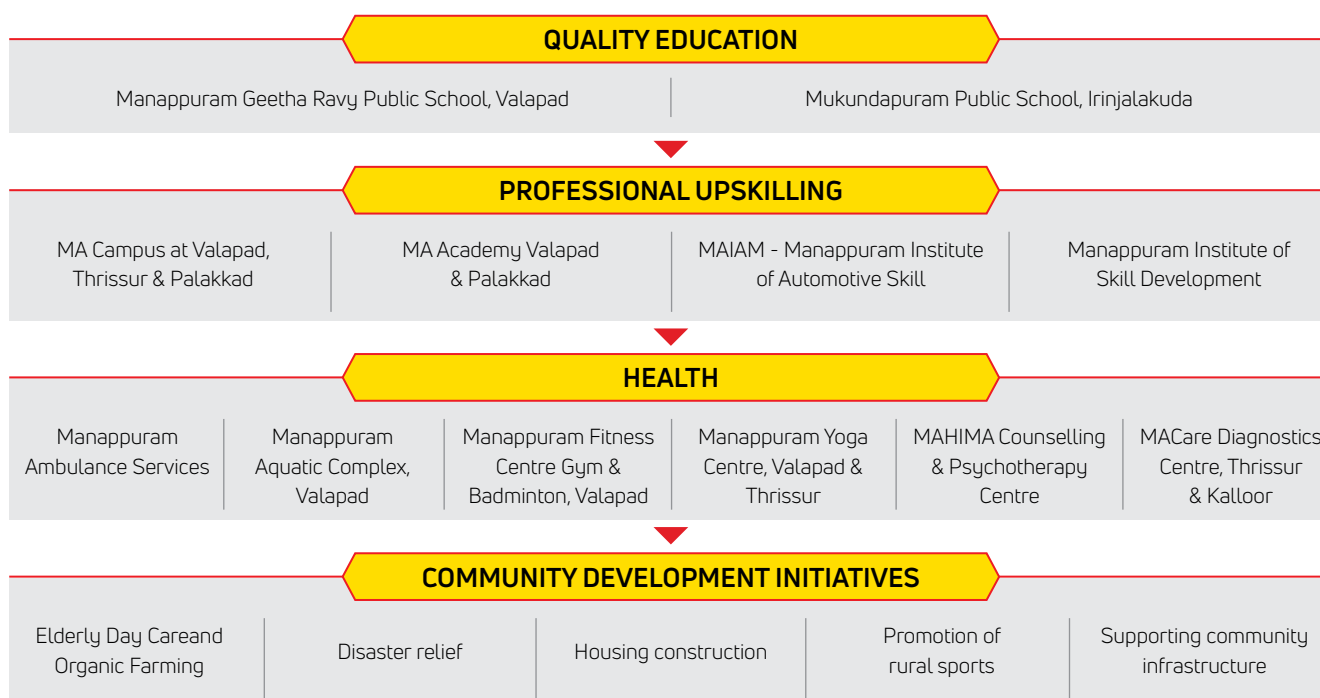 QUALITY EDUCATION
Manappuram Geetha Ravy Public School, Valapad
Mukundapuram Public School, Irinjalakuda
PROFESSIONAL UPSKILLING
MA Campus at Valapad,
Thrissur & Palakkad
MA Academy Valapad
& Palakkad
MAIAM - Manappuram Institute
of Automotive Skill
Manappuram Institute of
Skill Development
HEALTH
Manappuram
Ambulance Services
Manappuram
Aquatic Complex,
Valapad
Manappuram Fitness
Centre Gym &
Badminton, Valapad
Manappuram Yoga
Centre, Valapad &
Thrissur
MAHIMA Counselling
& Psychotherapy
Centre
MACare Diagnostics
Centre, Thrissur
& Kalloor
COMMUNITY DEVELOPMENT INITIATIVES
Elderly Day Careand
Organic Farming
Disaster relief
Housing construction
Promotion of
rural sports
Supporting community
infrastructure